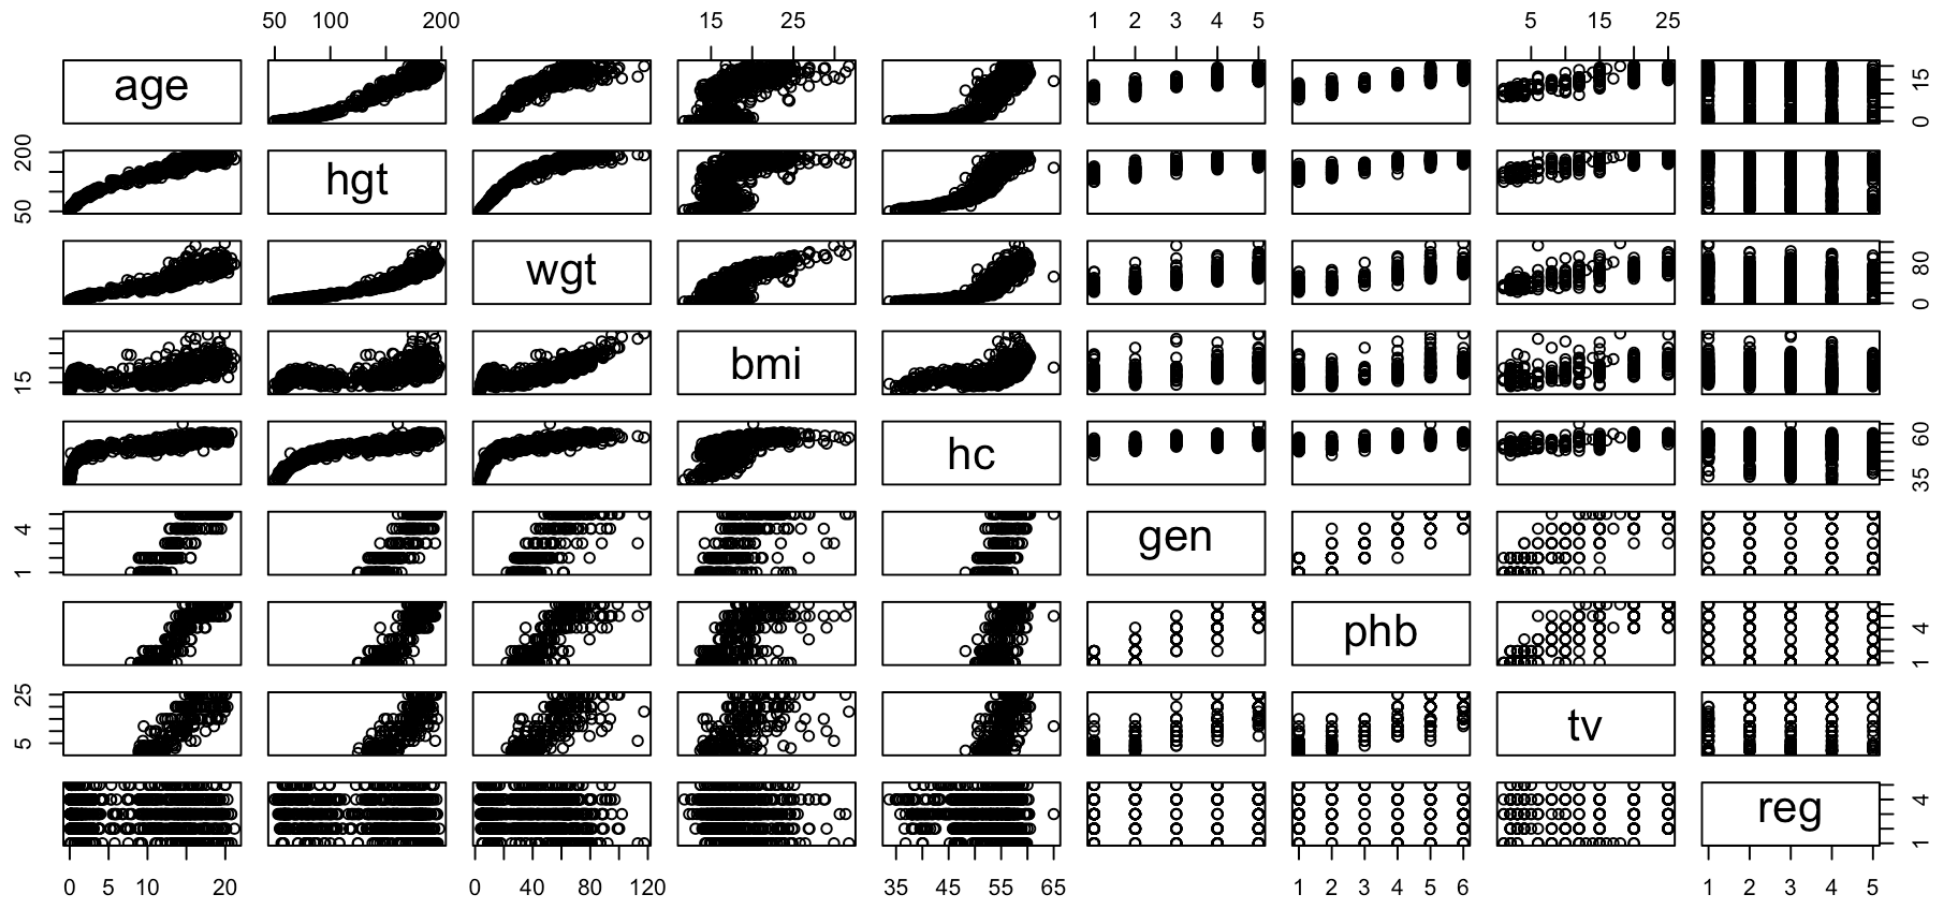 50 100 200 15 25 1 2 3 4 5 5 15 25
age 0 15
50 200 hgt
wgt 0 80
15 bmi
hc 35 60
1 4 gen
phb 1 4
5 25 tv
reg 1 4
0 5 10 20 0 40 80 120 35 45 55 65 1 2 3 4 5 6 1 2 3 4 5